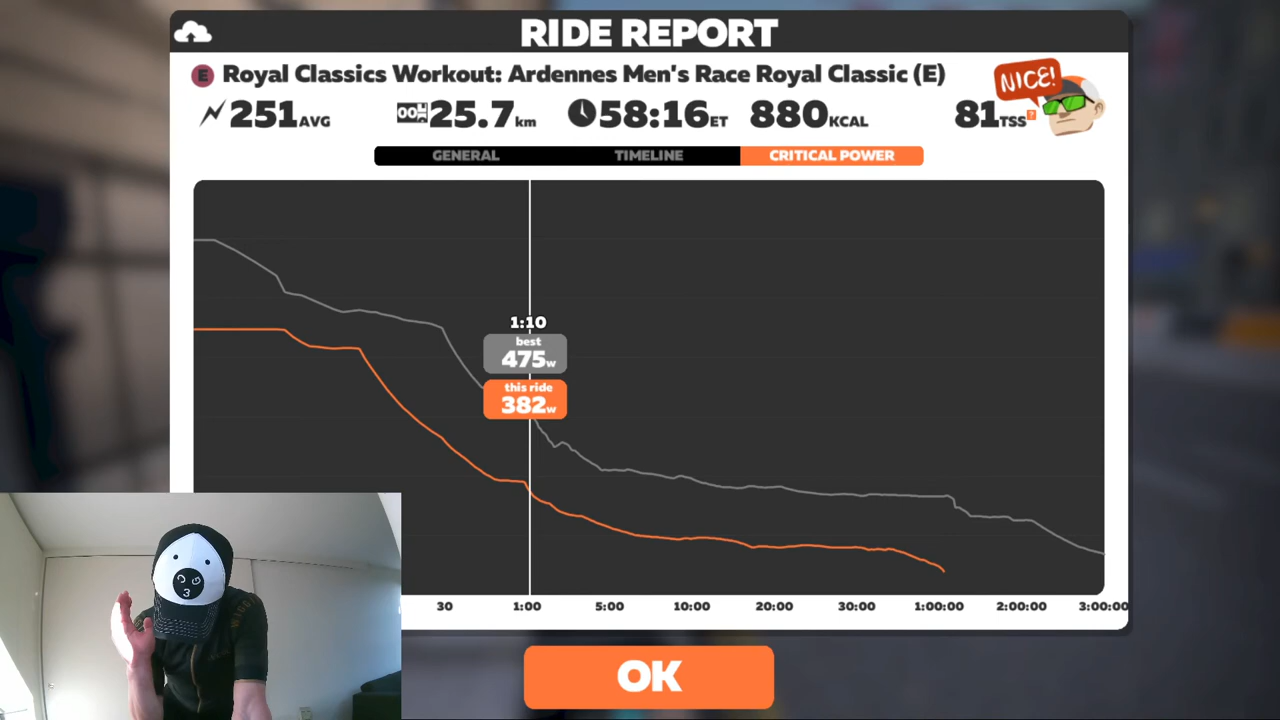 RIDE REPORT
E Royal Classics Workout: Ardennes Men's Race Royal Classic (E)
NICE!
251AVG 25.7km 58:16ET 880KCAL 81TSS?
GENERAL TIMELINE CRITICAL POWER
1:10
best
475w
this ride
382w
30 1:00 5:00 10:00 20:00 30:00 1:00:00 2:00:00 3:00:00
OK